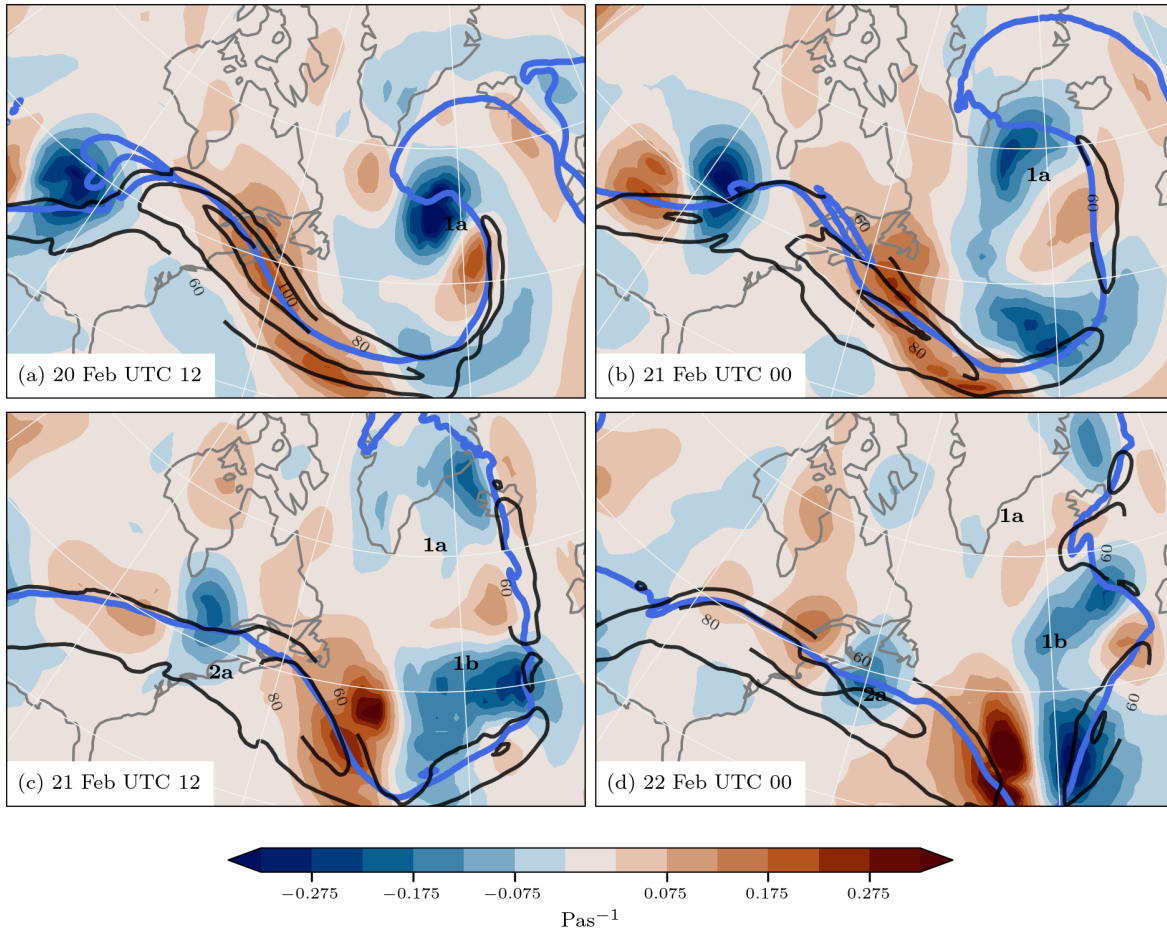 1a
60
100
80
(a) 20 Feb UTC 12
1a
60
60
80
(b) 21 Feb UTC 00
1a
60
1b
2a
60
80
(c) 21 Feb UTC 12
1a
60
80
1b
60
2a
60
(d) 22 Feb UTC 00
−0.275 −0.175 −0.075 0.075 0.175 0.275
Pas⁻¹